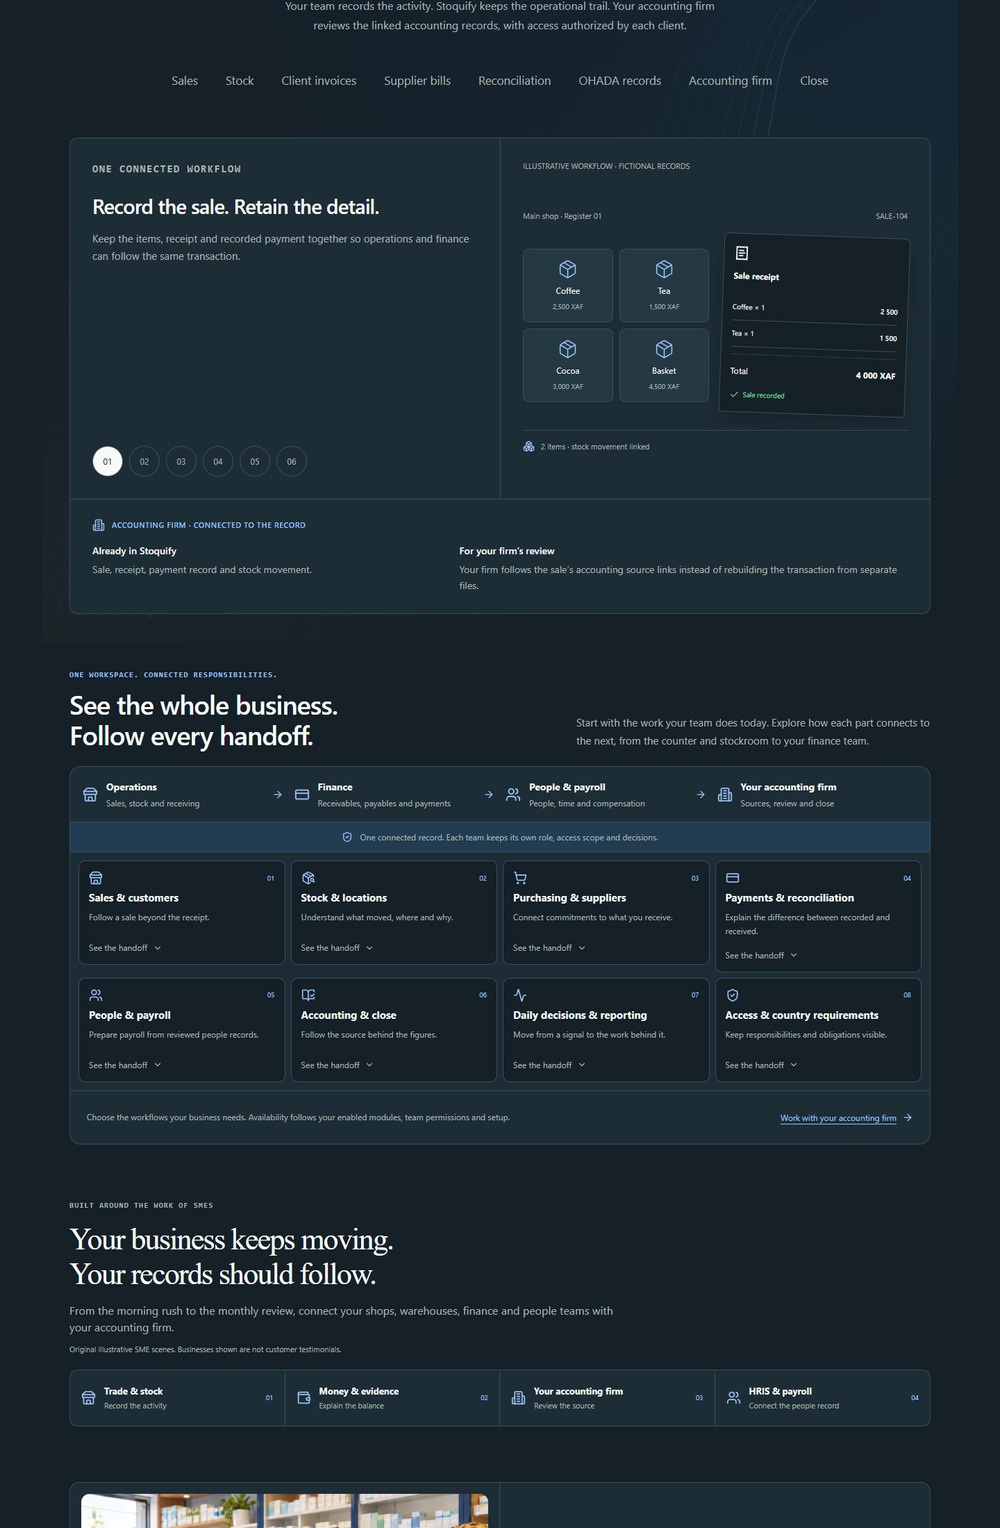 Your team records the activity. Stoquify keeps the operational trail. Your accounting firm
reviews the linked accounting records, with access authorized by each client.
Sales Stock Client invoices Supplier bills Reconciliation OHADA records Accounting firm Close
ONE CONNECTED WORKFLOW
Record the sale. Retain the detail.
Keep the items, receipt and recorded payment together so operations and finance
can follow the same transaction.
01 02 03 04 05 06
ILLUSTRATIVE WORKFLOW · FICTIONAL RECORDS
Main shop · Register 01 SALE-104
Coffee
2,500 XAF
Tea
1,500 XAF
Cocoa
3,000 XAF
Basket
4,500 XAF
Sale receipt
Coffee × 1 2 500
Tea × 1 1 500
Total 4 000 XAF
Sale recorded
2 items · stock movement linked
ACCOUNTING FIRM · CONNECTED TO THE RECORD
Already in Stoquify
Sale, receipt, payment record and stock movement.
For your firm's review
Your firm follows the sale's accounting source links instead of rebuilding the transaction from separate
files.
ONE WORKSPACE. CONNECTED RESPONSIBILITIES.
See the whole business.
Follow every handoff.
Start with the work your team does today. Explore how each part connects to
the next, from the counter and stockroom to your finance team.
Operations
Sales, stock and receiving
Finance
Receivables, payables and payments
People & payroll
People, time and compensation
Your accounting firm
Sources, review and close
One connected record. Each team keeps its own role, access scope and decisions.
01
Sales & customers
Follow a sale beyond the receipt.
See the handoff
02
Stock & locations
Understand what moved, where and why.
See the handoff
03
Purchasing & suppliers
Connect commitments to what you receive.
See the handoff
04
Payments & reconciliation
Explain the difference between recorded and
received.
See the handoff
05
People & payroll
Prepare payroll from reviewed people records.
See the handoff
06
Accounting & close
Follow the source behind the figures.
See the handoff
07
Daily decisions & reporting
Move from a signal to the work behind it.
See the handoff
08
Access & country requirements
Keep responsibilities and obligations visible.
See the handoff
Choose the workflows your business needs. Availability follows your enabled modules, team permissions and setup.
Work with your accounting firm
BUILT AROUND THE WORK OF SMES
Your business keeps moving.
Your records should follow.
From the morning rush to the monthly review, connect your shops, warehouses, finance and people teams with
your accounting firm.
Original illustrative SME scenes. Businesses shown are not customer testimonials.
Trade & stock
Record the activity
01
Money & evidence
Explain the balance
02
Your accounting firm
Review the source
03
HRIS & payroll
Connect the people record
04